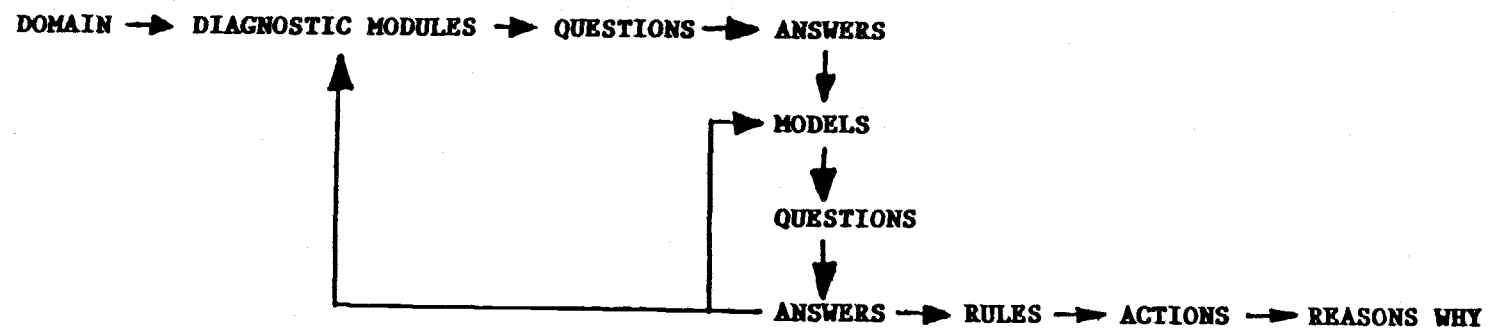 DOMAIN → DIAGNOSTIC MODULES → QUESTIONS → ANSWERS
MODELS
QUESTIONS
ANSWERS → RULES → ACTIONS → REASONS WHY